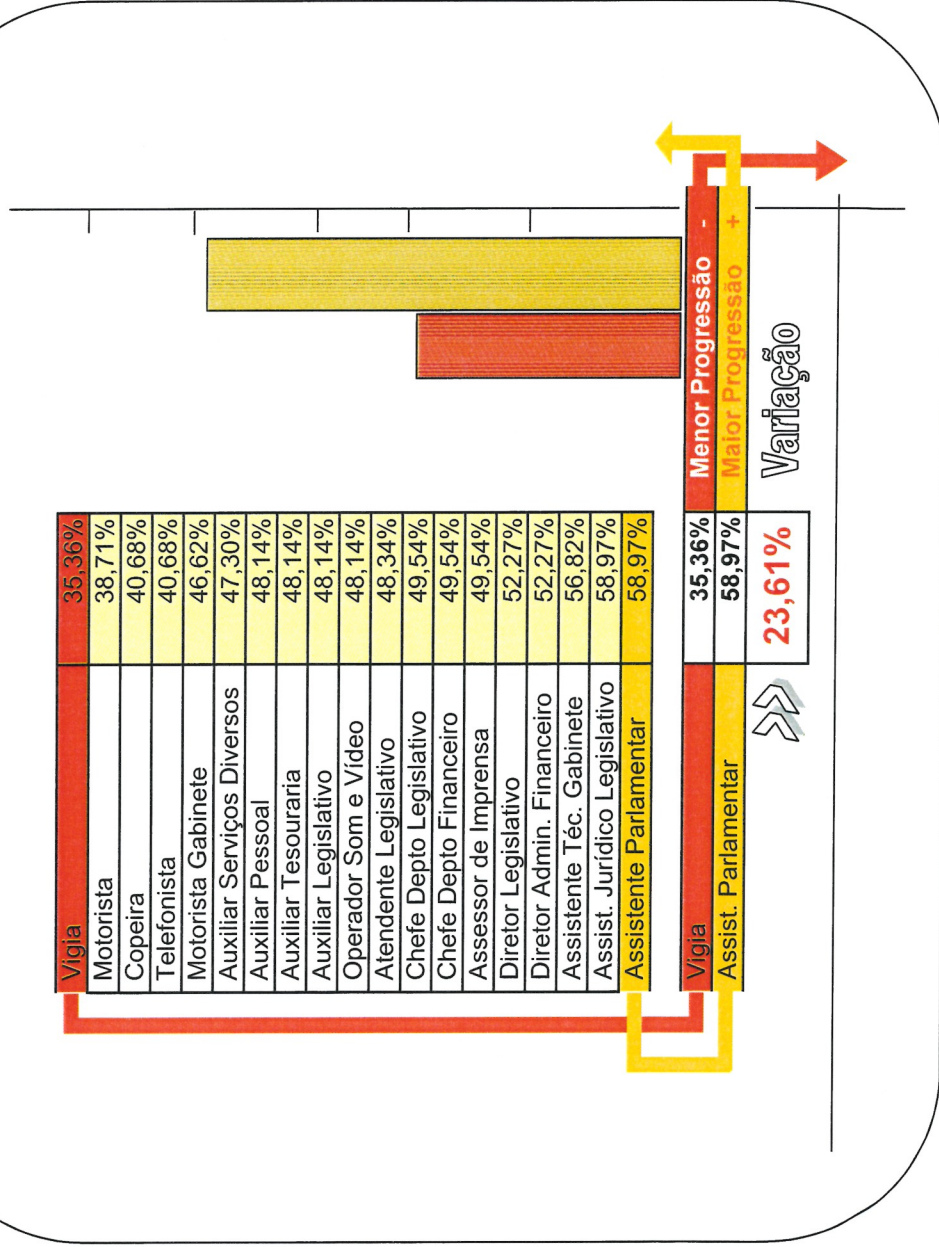 Vigia 35,36%
Motorista 38,71%
Copeira 40,68%
Telefonista 40,68%
Motorista Gabinete 46,62%
Auxiliar Serviços Diversos 47,30%
Auxiliar Pessoal 48,14%
Auxiliar Tesouraria 48,14%
Auxiliar Legislativo 48,14%
Operador Som e Vídeo 48,14%
Atendente Legislativo 48,34%
Chefe Depto Legislativo 49,54%
Chefe Depto Financeiro 49,54%
Assessor de Imprensa 49,54%
Diretor Legislativo 52,27%
Diretor Admin. Financeiro 52,27%
Assistente Téc. Gabinete 56,82%
Assist. Jurídico Legislativo 58,97%
Assistente Parlamentar 58,97%
Vigia 35,36% Menor Progressão -
Assist. Parlamentar 58,97% Maior Progressão +
>> 23,61% Variação